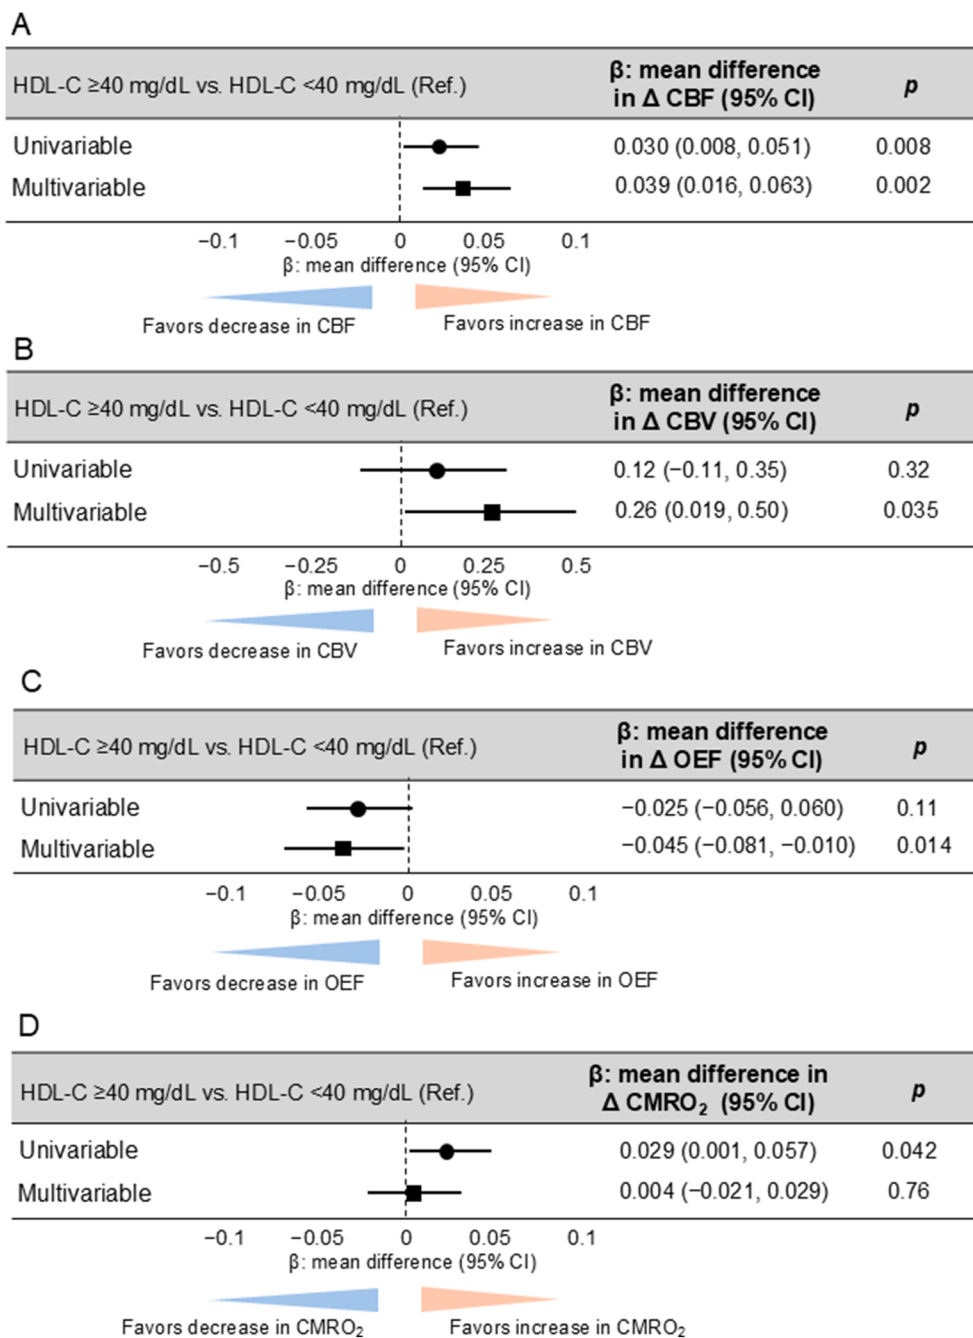 A
HDL-C ≥40 mg/dL vs. HDL-C <40 mg/dL (Ref.)
β: mean difference
in Δ CBF (95% CI)
p
Univariable
0.030 (0.008, 0.051)
0.008
Multivariable
0.039 (0.016, 0.063)
0.002
−0.1 −0.05 0 0.05 0.1
β: mean difference (95% CI)
Favors decrease in CBF
Favors increase in CBF
B
HDL-C ≥40 mg/dL vs. HDL-C <40 mg/dL (Ref.)
β: mean difference
in Δ CBV (95% CI)
p
Univariable
0.12 (−0.11, 0.35)
0.32
Multivariable
0.26 (0.019, 0.50)
0.035
−0.5 −0.25 0 0.25 0.5
β: mean difference (95% CI)
Favors decrease in CBV
Favors increase in CBV
C
HDL-C ≥40 mg/dL vs. HDL-C <40 mg/dL (Ref.)
β: mean difference
in Δ OEF (95% CI)
p
Univariable
−0.025 (−0.056, 0.060)
0.11
Multivariable
−0.045 (−0.081, −0.010)
0.014
−0.1 −0.05 0 0.05 0.1
β: mean difference (95% CI)
Favors decrease in OEF
Favors increase in OEF
D
HDL-C ≥40 mg/dL vs. HDL-C <40 mg/dL (Ref.)
β: mean difference in
Δ CMRO₂ (95% CI)
p
Univariable
0.029 (0.001, 0.057)
0.042
Multivariable
0.004 (−0.021, 0.029)
0.76
−0.1 −0.05 0 0.05 0.1
β: mean difference (95% CI)
Favors decrease in CMRO₂
Favors increase in CMRO₂